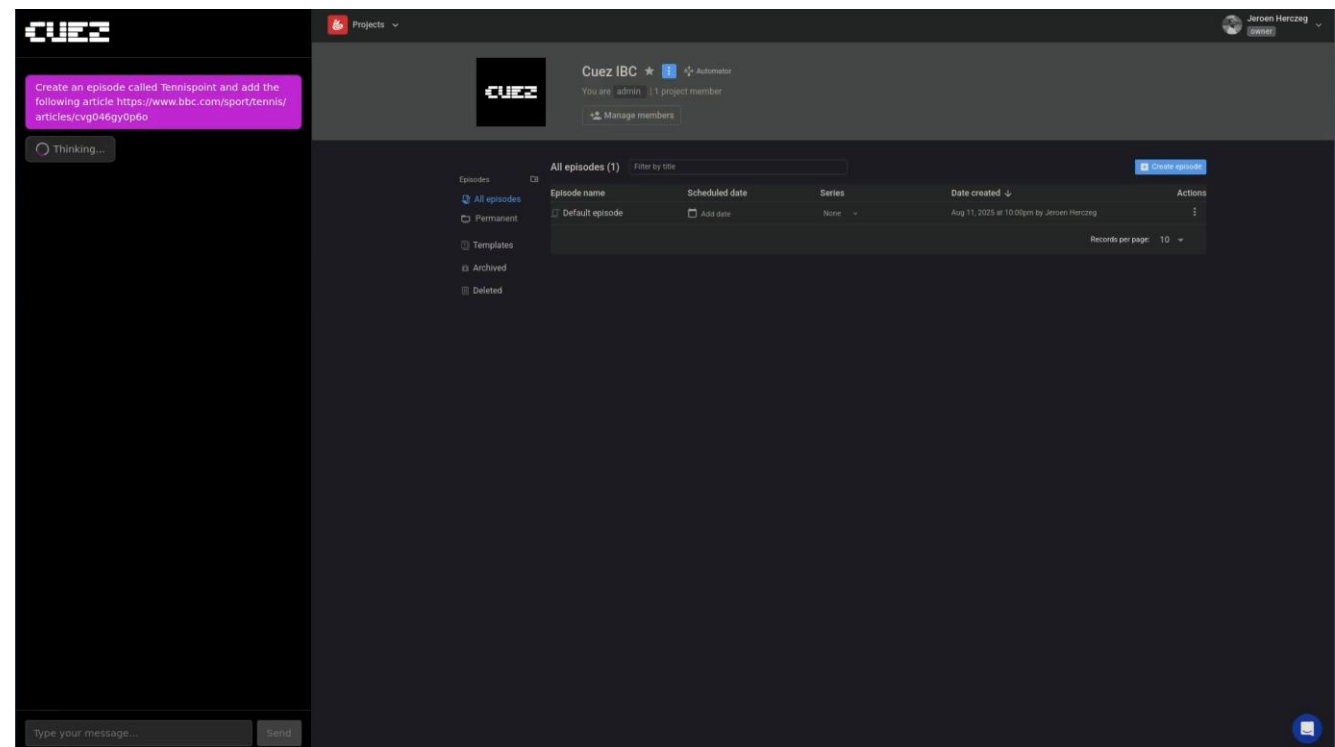 CUEZ
Create an episode called Tennispoint and add the
following article https://www.bbc.com/sport/tennis/
articles/cvg046gy0p6o
Thinking...
Type your message...
Send
Projects
Jeroen Herczeg
owner
CUEZ
Cuez IBC
Automator
You are admin | 1 project member
Manage members
Episodes
All episodes
Permanent
Templates
Archived
Deleted
All episodes (1)
Filter by title
Create episode
Episode name Scheduled date Series Date created Actions
Default episode Add date None Aug 11, 2025 at 10:00pm by Jeroen Herczeg
Records per page: 10